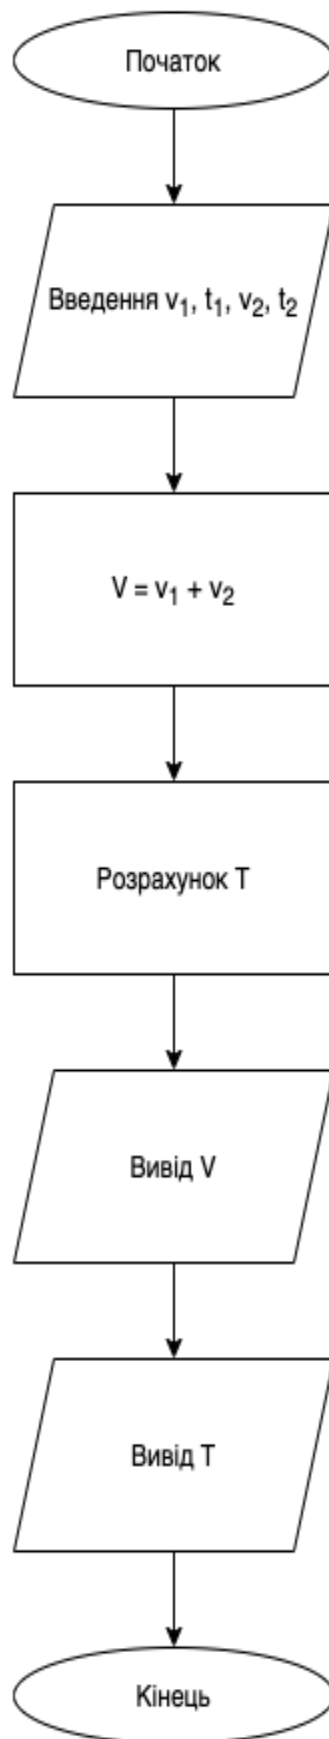 Початок
Введення v₁, t₁, v₂, t₂
V = v₁ + v₂
Розрахунок T
Вивід V
Вивід T
Кінець